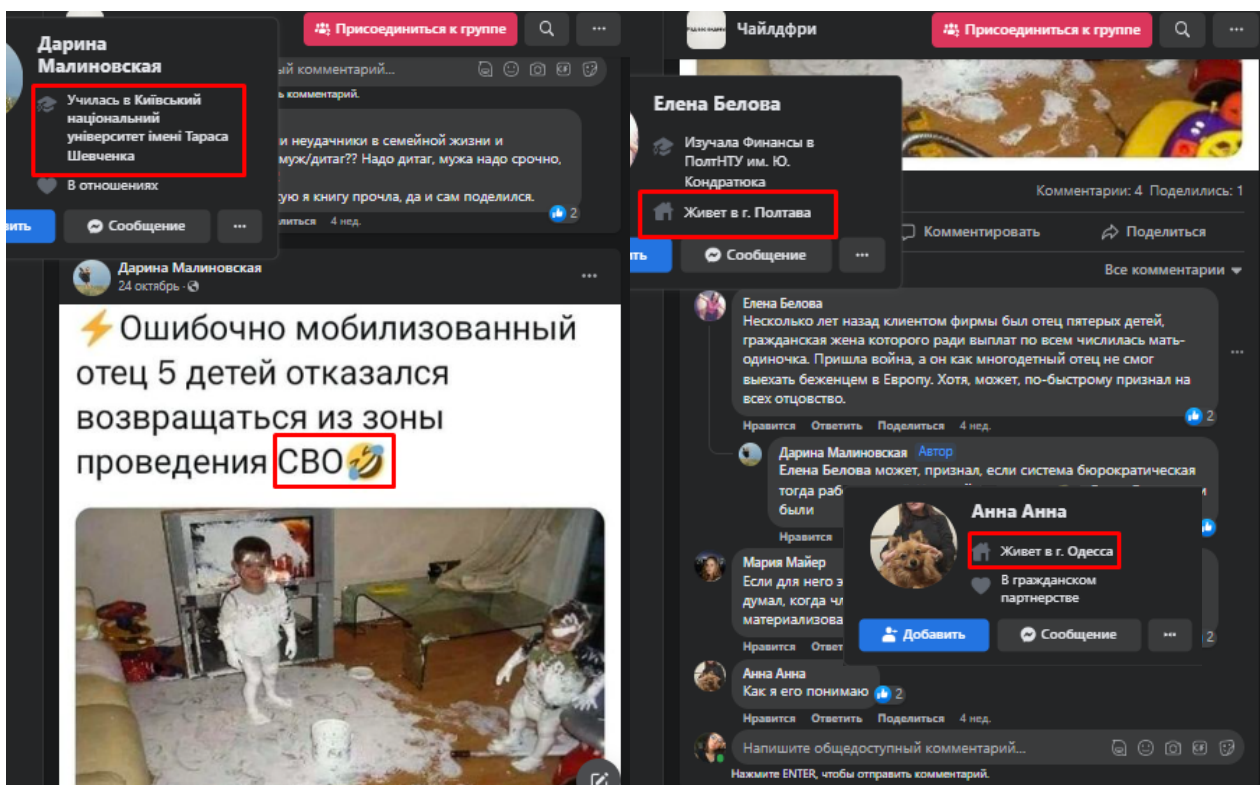 Присоединиться к группе
Дарина
Малиновская
ый комментарий...
ь комментарий.
Училась в Київський
національний
університет імені Тараса
Шевченка
В отношениях
и неудачники в семейной жизни и
муж/дитаг?? Надо дитаг, мужа надо срочно,
ую я книгу прочла, да и сам поделился.
литься 4 нед.
2
ить
Сообщение
Дарина Малиновская
24 октябрь
Ошибочно мобилизованный
отец 5 детей отказался
возвращаться из зоны
проведения СВО
Чайлдфри
Присоединиться к группе
Елена Белова
Изучала Финансы в
ПолтНТУ им. Ю.
Кондратюка
Живет в г. Полтава
ть
Сообщение
Комментарии: 4 Поделились: 1
Комментировать
Поделиться
Все комментарии
Елена Белова
Несколько лет назад клиентом фирмы был отец пятерых детей,
гражданская жена которого ради выплат по всем числилась мать-
одиночка. Пришла война, а он как многодетный отец не смог
выехать беженцем в Европу. Хотя, может, по-быстрому признал на
всех отцовство.
2
Нравится Ответить Поделиться 4 нед.
Дарина Малиновская Автор
Елена Белова может, признал, если система бюрократическая
тогда раб
и
были
Нравится
Анна Анна
Живет в г. Одесса
В гражданском
партнерстве
Добавить
Сообщение
Мария Майер
Если для него э
думал, когда чл
материализова
2
Нравится Ответ
Анна Анна
Как я его понимаю 2
Нравится Ответить Поделиться 4 нед.
Напишите общедоступный комментарий...
Нажмите ENTER, чтобы отправить комментарий.